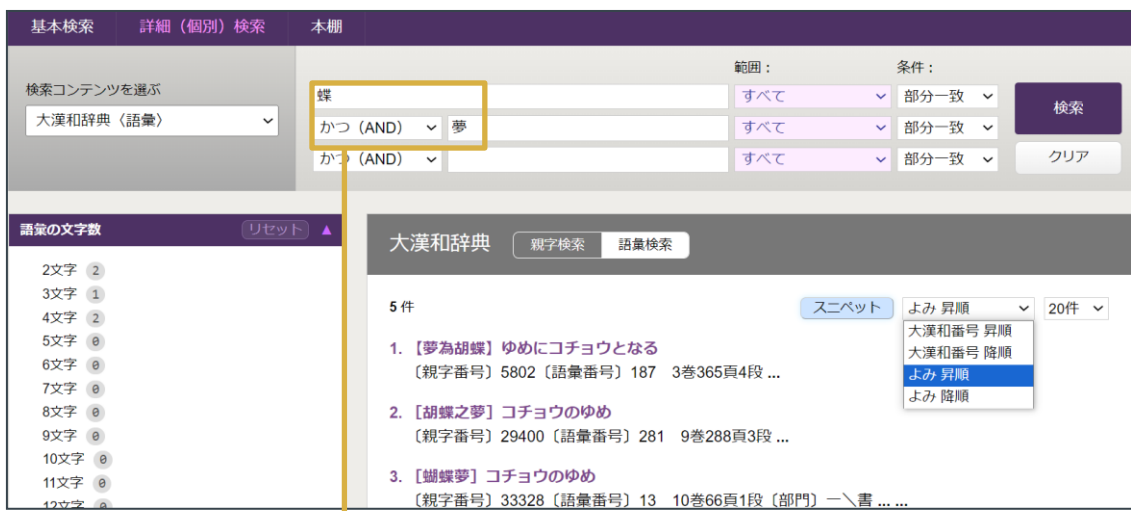 基本検索 詳細（個別）検索 本棚
検索コンテンツを選ぶ
大漢和辞典〈語彙〉
範囲： 条件：
蝶 すべて 部分一致 検索
かつ（AND） 夢 すべて 部分一致
かつ（AND） すべて 部分一致 クリア
語彙の文字数 リセット ▲
2文字 2
3文字 1
4文字 2
5文字 0
6文字 0
7文字 0
8文字 0
9文字 0
10文字 0
11文字 0
12文字 0
大漢和辞典 親字検索 語彙検索
5 件 スニペット よみ 昇順 20件
大漢和番号 昇順
大漢和番号 降順
よみ 昇順
よみ 降順
1. 【夢為胡蝶】ゆめにコチョウとなる
〔親字番号〕5802〔語彙番号〕187 3巻365頁4段 ...
2. ［胡蝶之夢］コチョウのゆめ
〔親字番号〕29400〔語彙番号〕281 9巻288頁3段 ...
3. ［蝴蝶夢］コチョウのゆめ
〔親字番号〕33328〔語彙番号〕13 10巻66頁1段〔部門〕一＼書 ... ...